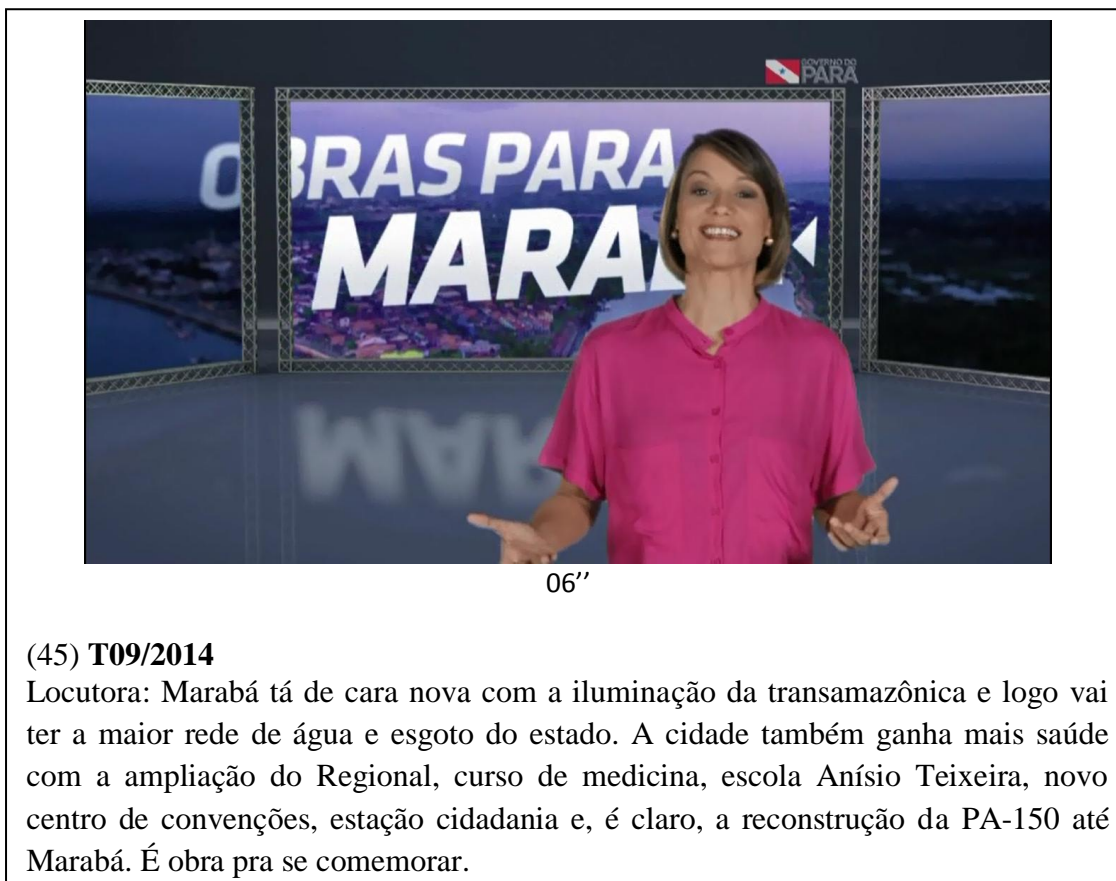 GOVERNO DO
PARÁ
OBRAS PARA
06’’
(45) T09/2014
Locutora: Marabá tá de cara nova com a iluminação da transamazônica e logo vai
ter a maior rede de água e esgoto do estado. A cidade também ganha mais saúde
com a ampliação do Regional, curso de medicina, escola Anísio Teixeira, novo
centro de convenções, estação cidadania e, é claro, a reconstrução da PA-150 até
Marabá. É obra pra se comemorar.